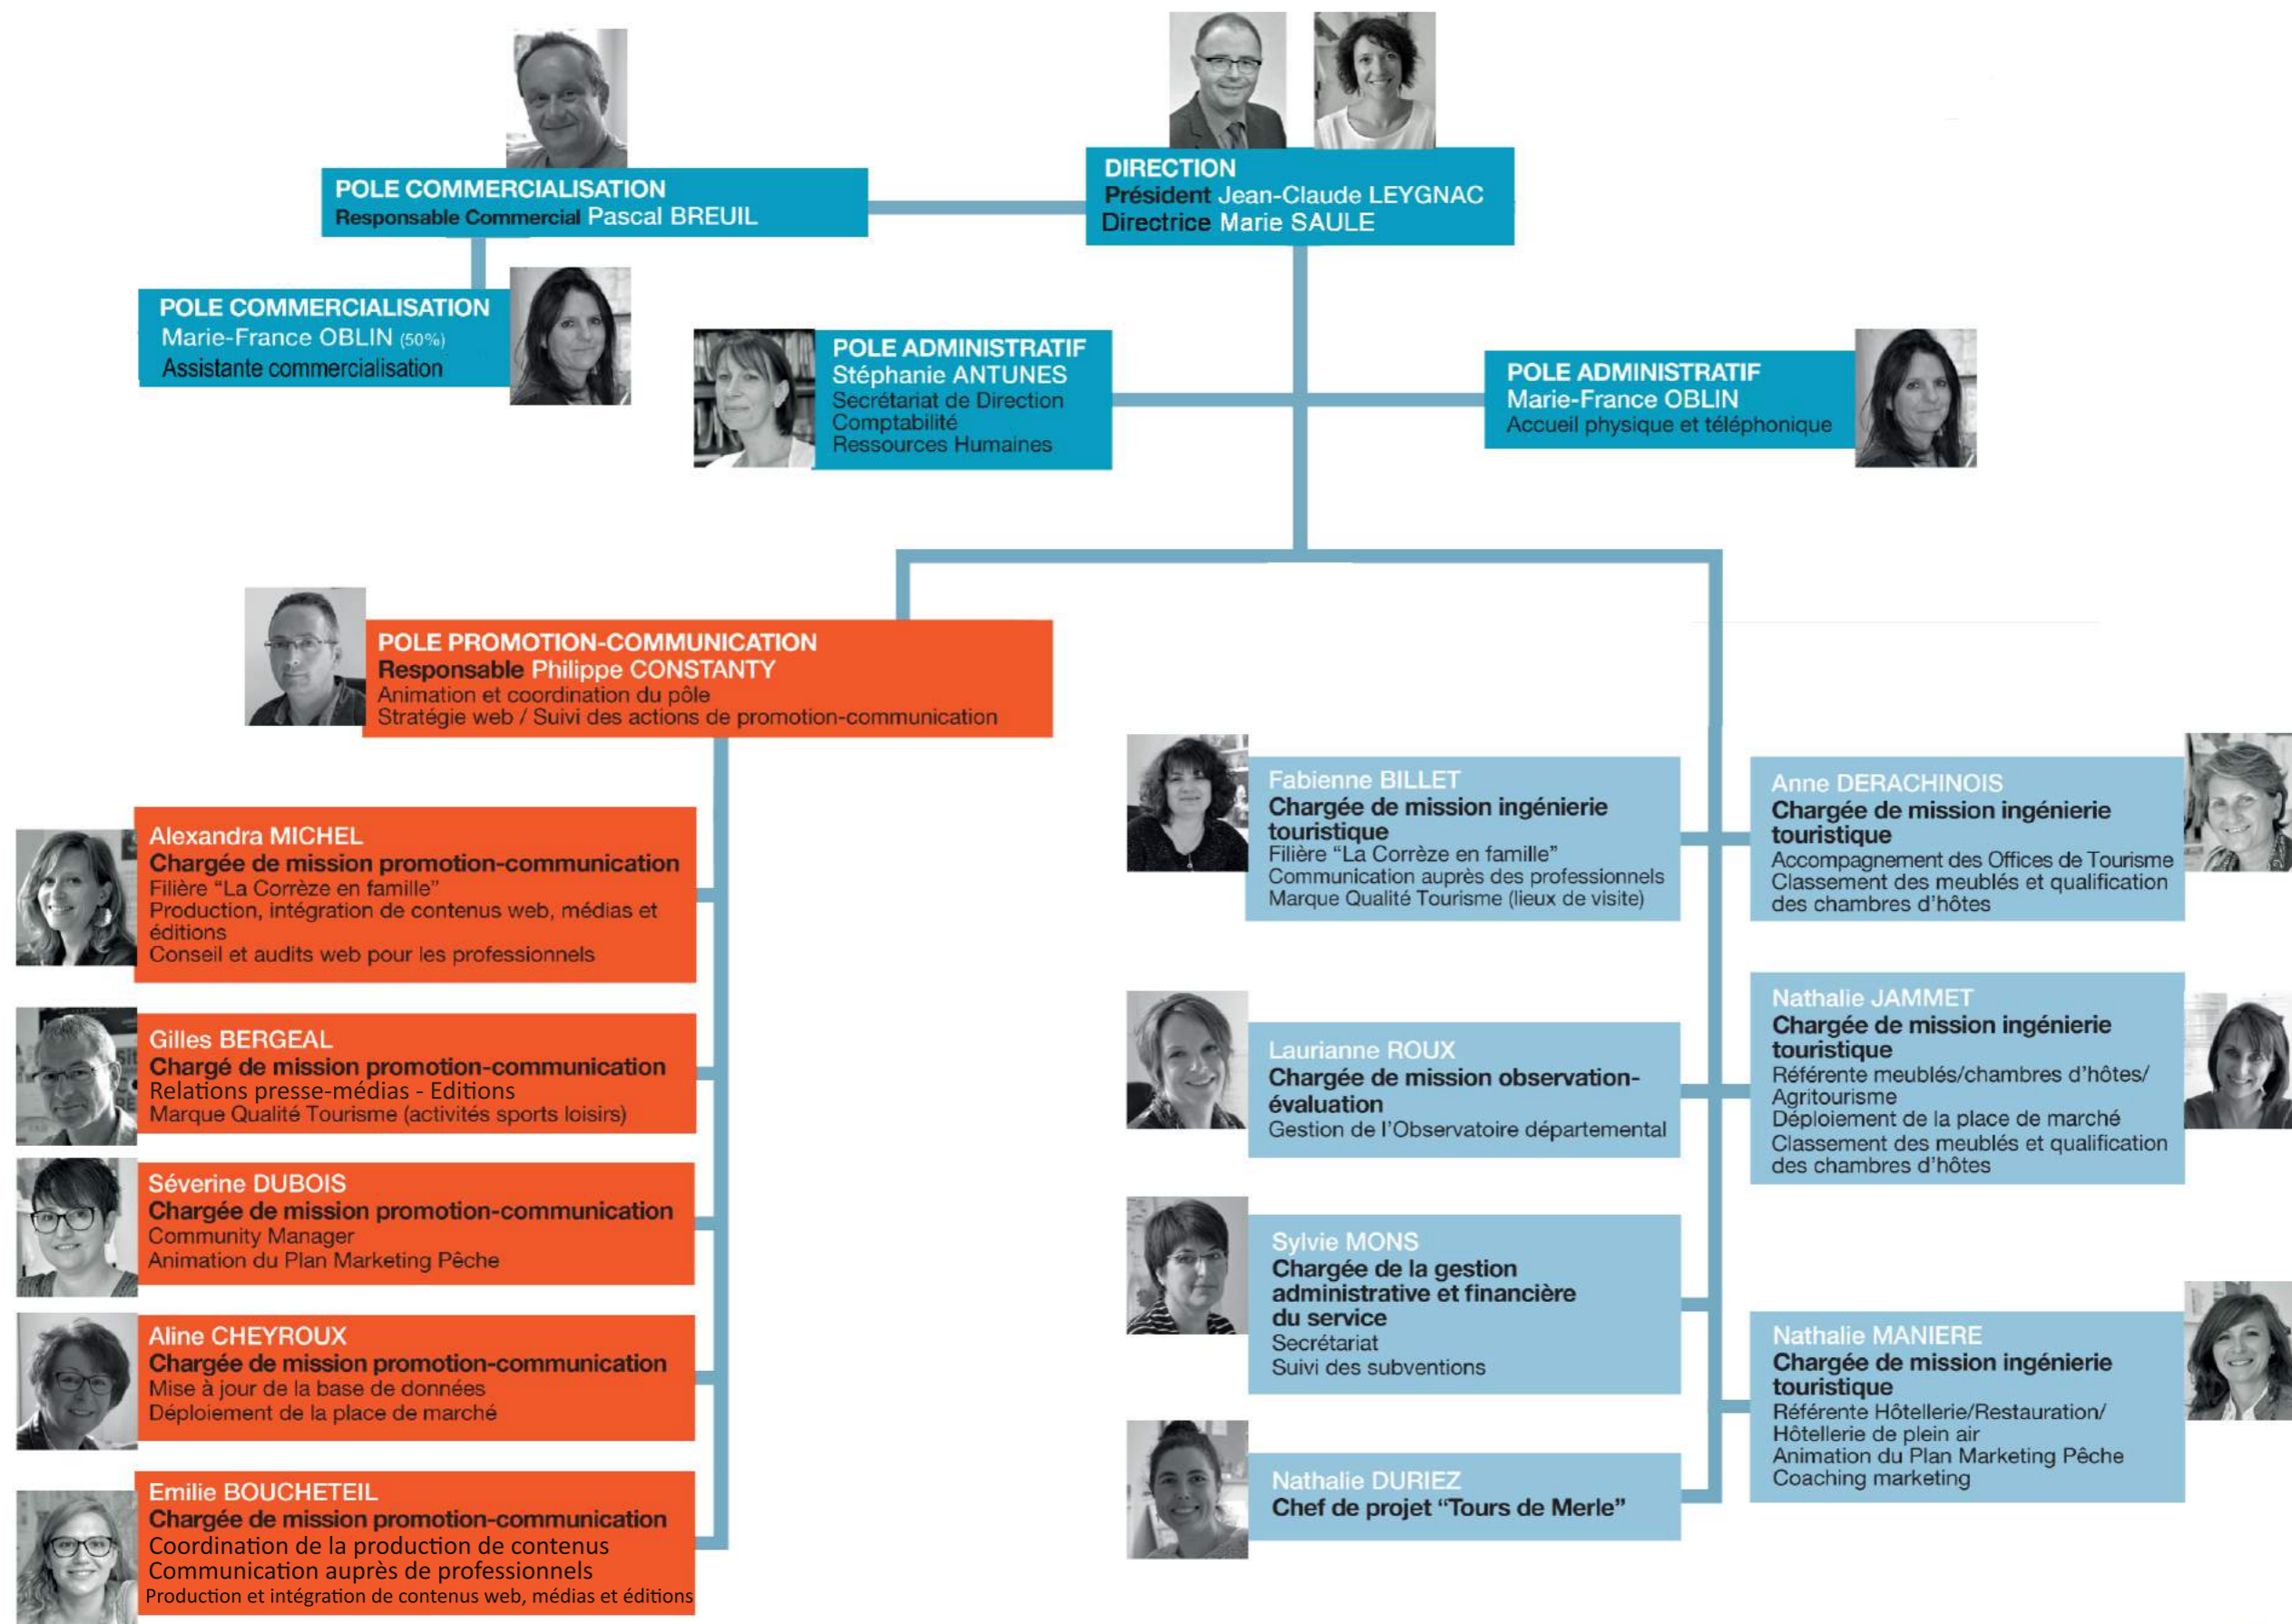 POLE COMMERCIALISATION
Responsable Commercial Pascal BREUIL
DIRECTION
Président Jean-Claude LEYGNAC
Directrice Marie SAULE
POLE COMMERCIALISATION
Marie-France OBLIN (50%)
Assistante commercialisation
POLE ADMINISTRATIF
Stéphanie ANTUNES
Secrétariat de Direction
Comptabilité
Ressources Humaines
POLE ADMINISTRATIF
Marie-France OBLIN
Accueil physique et téléphonique
POLE PROMOTION-COMMUNICATION
Responsable Philippe CONSTANTY
Animation et coordination du pôle
Stratégie web / Suivi des actions de promotion-communication
Alexandra MICHEL
Chargée de mission promotion-communication
Filière “La Corrèze en famille”
Production, intégration de contenus web, médias et
éditions
Conseil et audits web pour les professionnels
Gilles BERGEAL
Chargé de mission promotion-communication
Relations presse-médias - Editions
Marque Qualité Tourisme (activités sports loisirs)
Séverine DUBOIS
Chargée de mission promotion-communication
Community Manager
Animation du Plan Marketing Pêche
Aline CHEYROUX
Chargée de mission promotion-communication
Mise à jour de la base de données
Déploiement de la place de marché
Emilie BOUCHETEIL
Chargée de mission promotion-communication
Coordination de la production de contenus
Communication auprès de professionnels
Production et intégration de contenus web, médias et éditions
Fabienne BILLET
Chargée de mission ingénierie
touristique
Filière “La Corrèze en famille”
Communication auprès des professionnels
Marque Qualité Tourisme (lieux de visite)
Laurianne ROUX
Chargée de mission observation-
évaluation
Gestion de l’Observatoire départemental
Sylvie MONS
Chargée de la gestion
administrative et financière
du service
Secrétariat
Suivi des subventions
Nathalie DURIEZ
Chef de projet “Tours de Merle”
Anne DERACHINOIS
Chargée de mission ingénierie
touristique
Accompagnement des Offices de Tourisme
Classement des meublés et qualification
des chambres d’hôtes
Nathalie JAMMET
Chargée de mission ingénierie
touristique
Référente meublés/chambres d’hôtes/
Agritourisme
Déploiement de la place de marché
Classement des meublés et qualification
des chambres d’hôtes
Nathalie MANIERE
Chargée de mission ingénierie
touristique
Référente Hôtellerie/Restauration/
Hôtellerie de plein air
Animation du Plan Marketing Pêche
Coaching marketing